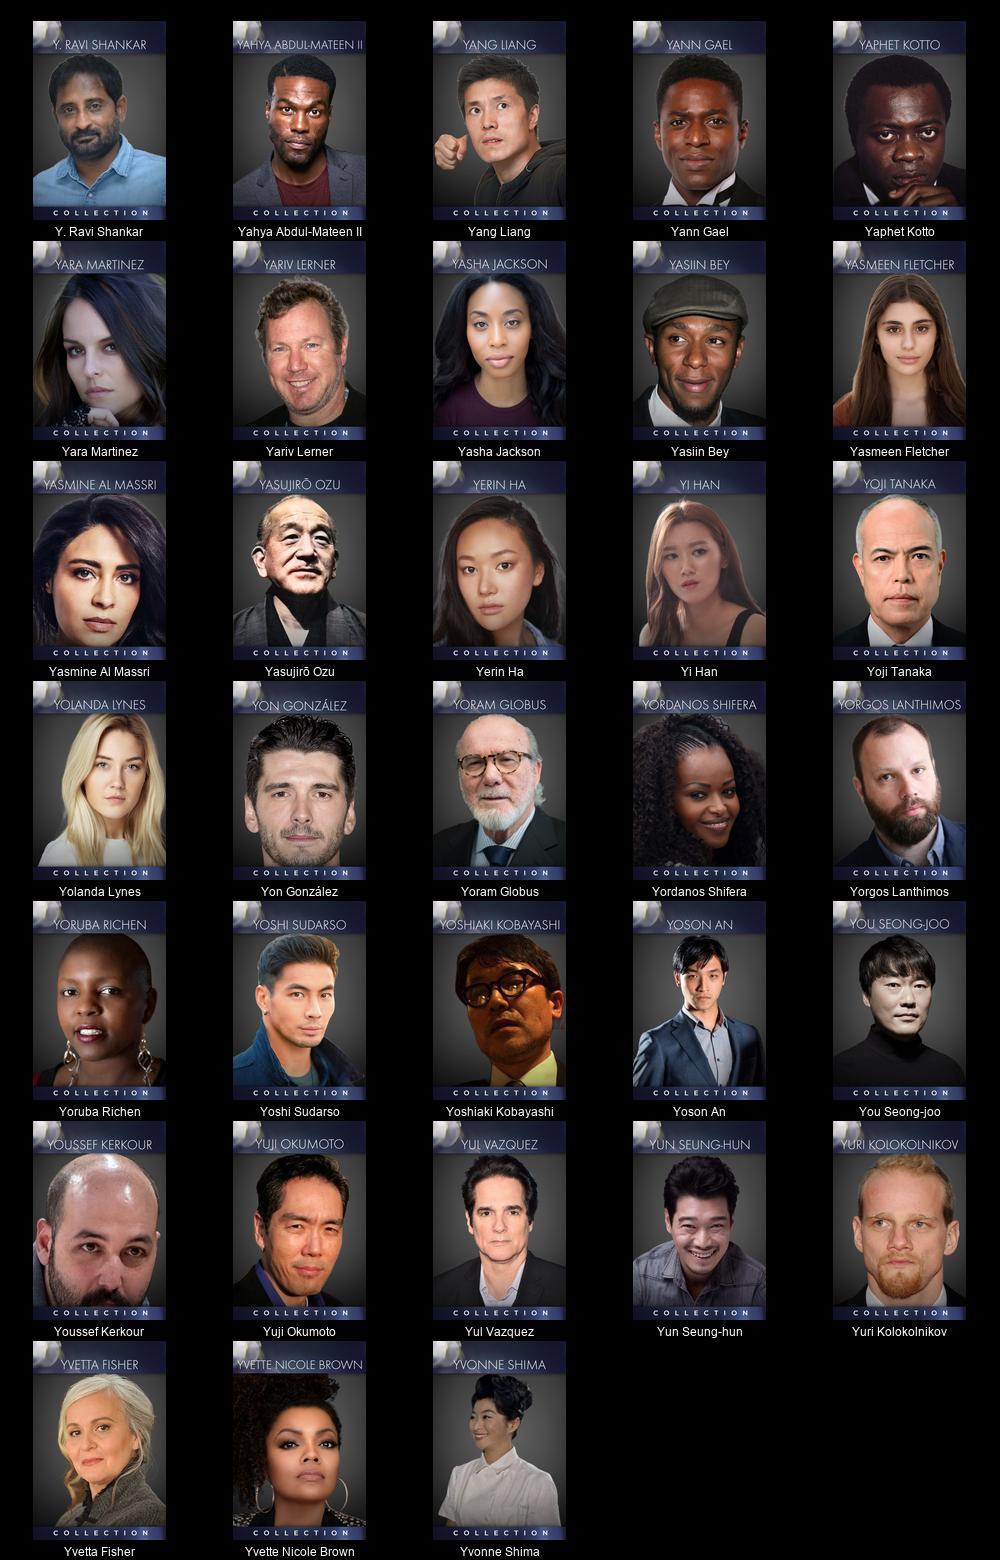 Y. RAVI SHANKAR
COLLECTION
Y. Ravi Shankar
YAHYA ABDUL-MATEEN II
COLLECTION
Yahya Abdul-Mateen II
YANG LIANG
COLLECTION
Yang Liang
YANN GAEL
COLLECTION
Yann Gael
YAPHET KOTTO
COLLECTION
Yaphet Kotto
YARA MARTINEZ
COLLECTION
Yara Martinez
YARIV LERNER
COLLECTION
Yariv Lerner
YASHA JACKSON
COLLECTION
Yasha Jackson
YASIIN BEY
COLLECTION
Yasiin Bey
YASMEEN FLETCHER
COLLECTION
Yasmeen Fletcher
YASMINE AL MASSRI
COLLECTION
Yasmine Al Massri
YASUJIRŌ OZU
COLLECTION
Yasujirō Ozu
YERIN HA
COLLECTION
Yerin Ha
YI HAN
COLLECTION
Yi Han
YOJI TANAKA
COLLECTION
Yoji Tanaka
YOLANDA LYNES
COLLECTION
Yolanda Lynes
YON GONZÁLEZ
COLLECTION
Yon González
YORAM GLOBUS
COLLECTION
Yoram Globus
YORDANOS SHIFERA
COLLECTION
Yordanos Shifera
YORGOS LANTHIMOS
COLLECTION
Yorgos Lanthimos
YORUBA RICHEN
COLLECTION
Yoruba Richen
YOSHI SUDARSO
COLLECTION
Yoshi Sudarso
YOSHIAKI KOBAYASHI
COLLECTION
Yoshiaki Kobayashi
YOSON AN
COLLECTION
Yoson An
YOU SEONG-JOO
COLLECTION
You Seong-joo
YOUSSEF KERKOUR
COLLECTION
Youssef Kerkour
YUJI OKUMOTO
COLLECTION
Yuji Okumoto
YUL VAZQUEZ
COLLECTION
Yul Vazquez
YUN SEUNG-HUN
COLLECTION
Yun Seung-hun
YURI KOLOKOLNIKOV
COLLECTION
Yuri Kolokolnikov
YVETTA FISHER
COLLECTION
Yvetta Fisher
YVETTE NICOLE BROWN
COLLECTION
Yvette Nicole Brown
YVONNE SHIMA
COLLECTION
Yvonne Shima